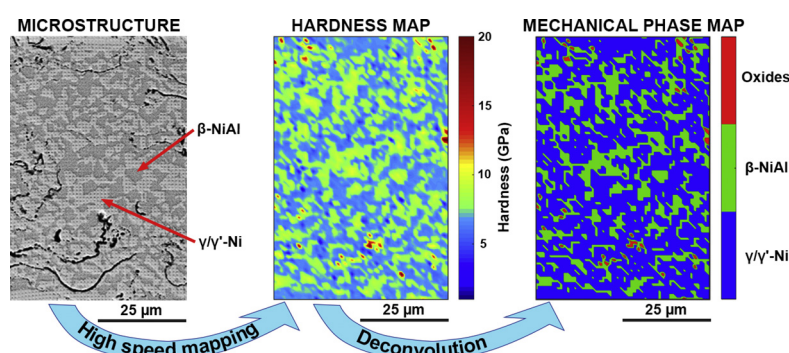 MICROSTRUCTURE
HARDNESS MAP
MECHANICAL PHASE MAP
β-NiAl
γ/γ'-Ni
20
15
10
5
Hardness (GPa)
Oxides
β-NiAl
γ/γ'-Ni
25 μm
25 μm
25 μm
High speed mapping
Deconvolution